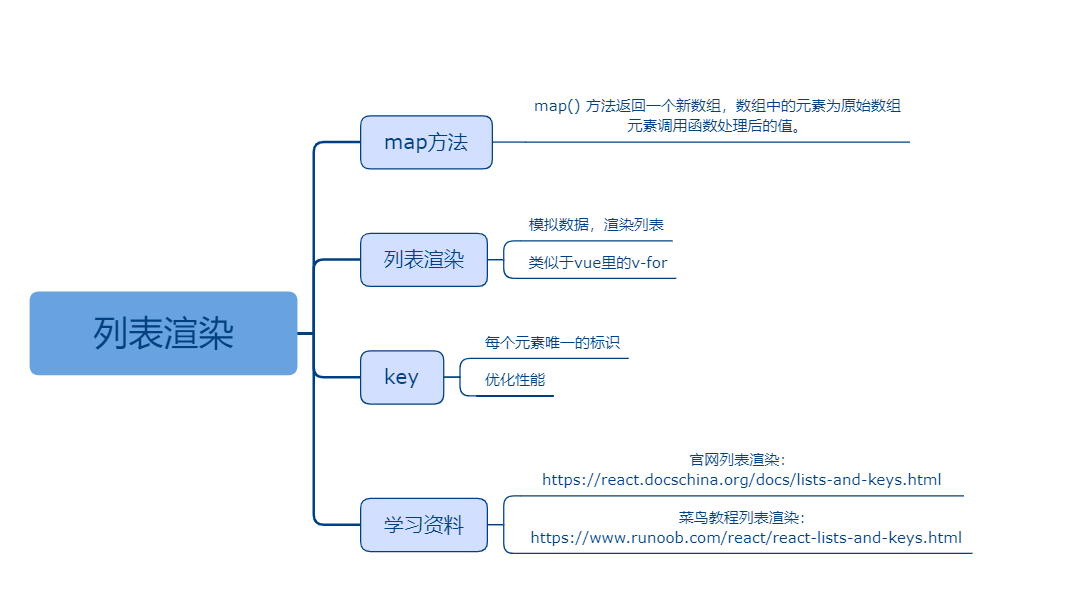 列表渲染
map方法
map() 方法返回一个新数组，数组中的元素为原始数组
元素调用函数处理后的值。
列表渲染
模拟数据，渲染列表
类似于vue里的v-for
key
每个元素唯一的标识
优化性能
学习资料
官网列表渲染：
https://react.docschina.org/docs/lists-and-keys.html
菜鸟教程列表渲染：
https://www.runoob.com/react/react-lists-and-keys.html